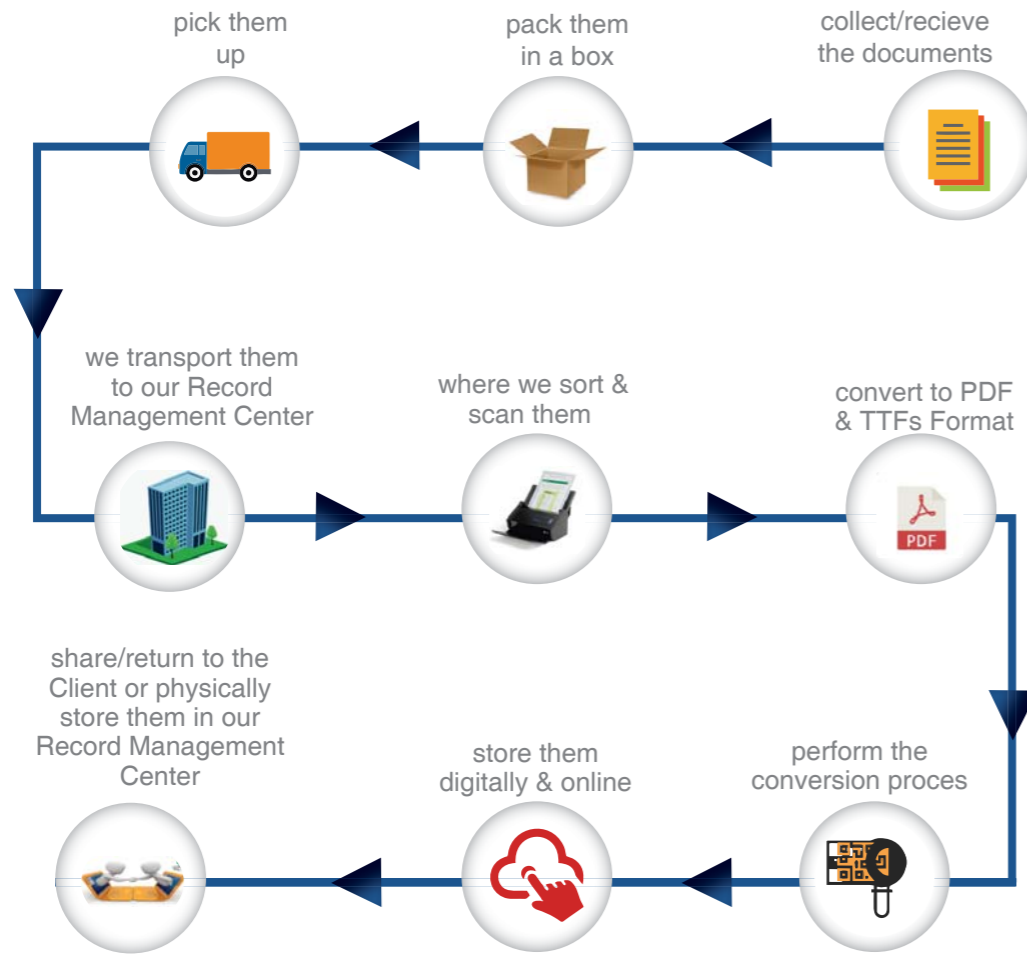 collect/recieve
the documents
pack them
in a box
pick them
up
we transport them
to our Record
Management Center
where we sort &
scan them
convert to PDF
& TTFs Format
PDF
perform the
conversion proces
store them
digitally & online
share/return to the
Client or physically
store them in our
Record Management
Center